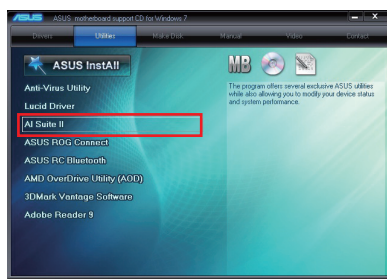 ASUS ASUS motherboard support CD for Windows 7
Drivers Utilities Make Disk Manual Video Contact
ASUS InstAll
MB
Anti-Virus Utility
The program offers several exclusive ASUS utilities
while also allowing you to modify your device status
and system performance.
Lucid Driver
AI Suite II
ASUS ROG Connect
ASUS RC Bluetooth
AMD OverDrive Utility (AOD)
3DMark Vantage Software
Adobe Reader 9